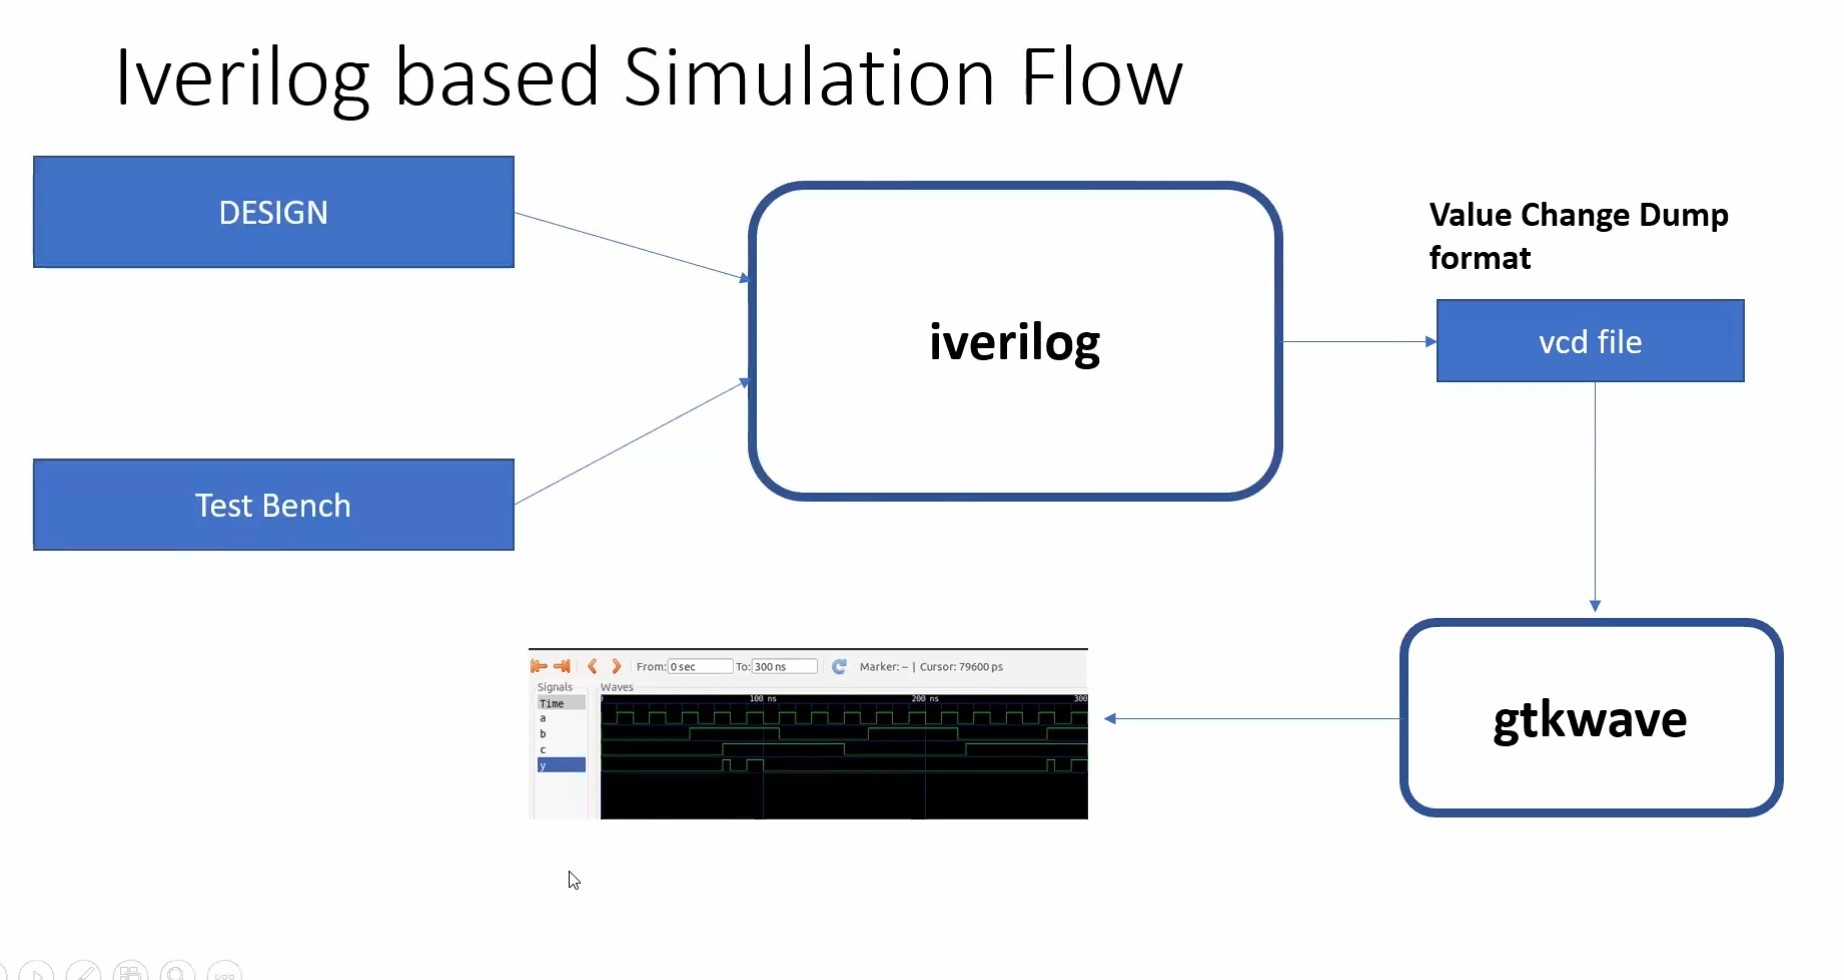 Iverilog based Simulation Flow
DESIGN
Value Change Dump
format
iverilog
vcd file
Test Bench
From: 0 sec To: 300 ns Marker: -- | Cursor: 79600 ps
Signals Waves
Time 100 ns 200 ns 300
a
b
c
y
gtkwave